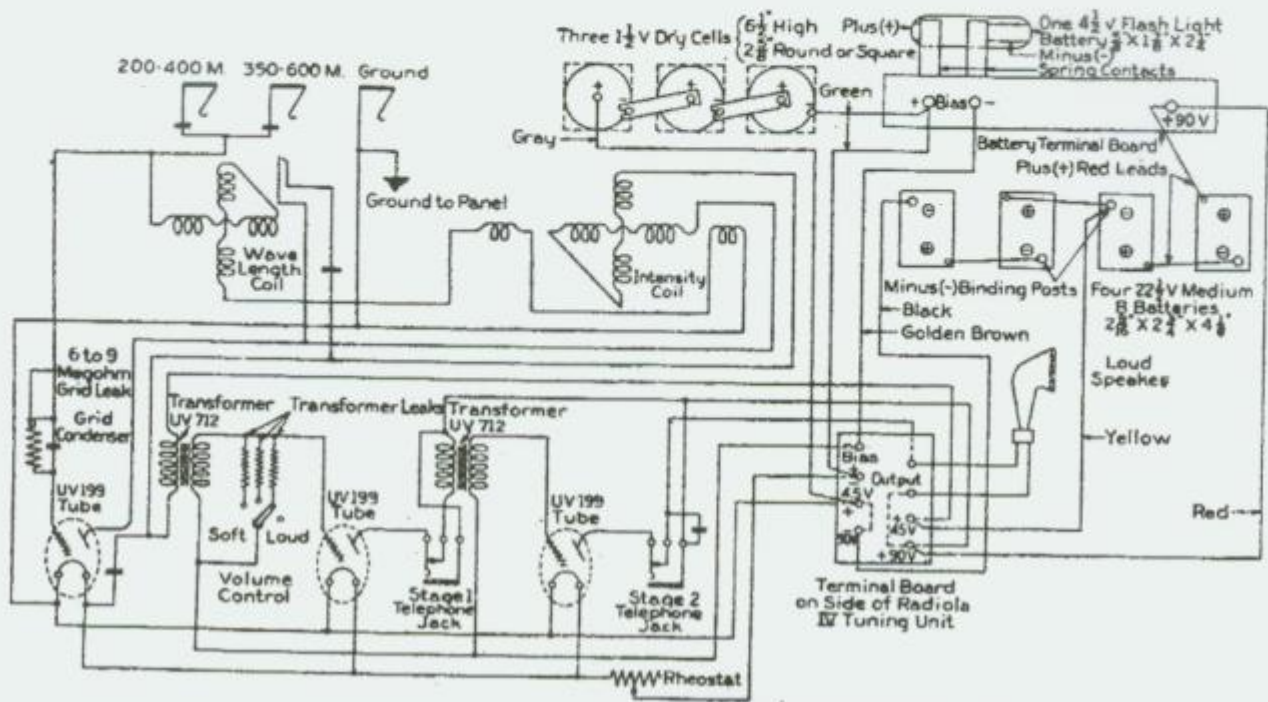 200-400 M. 350-600 M. Ground
Three 1½ V Dry Cells
6½" High
2⅝" Round or Square
Plus(+)
One 4½ V Flash Light
Battery
Minus(-)
Spring Contacts
Green
Gray
+ Bias -
+90 V
Battery Terminal Board
Plus(+) Red Leads
Ground to Panel
Wave
Length
Coil
Intensity
Coil
Minus(-) Binding Posts
Four 22½ V Medium
B Batteries
Black
Golden Brown
Loud
Speaker
6 to 9
Megohm
Grid Leak
Grid
Condenser
Transformer
UV 712
Transformer Leaks
Transformer
UV 712
Yellow
Bias
Output
4.5V
+
45V
+90V
Red
UV 199
Tube
UV 199
Tube
UV 199
Tube
Soft Loud
Volume
Control
Stage 1
Telephone
Jack
Stage 2
Telephone
Jack
Terminal Board
on Side of Radiola
IV Tuning Unit
Rheostat